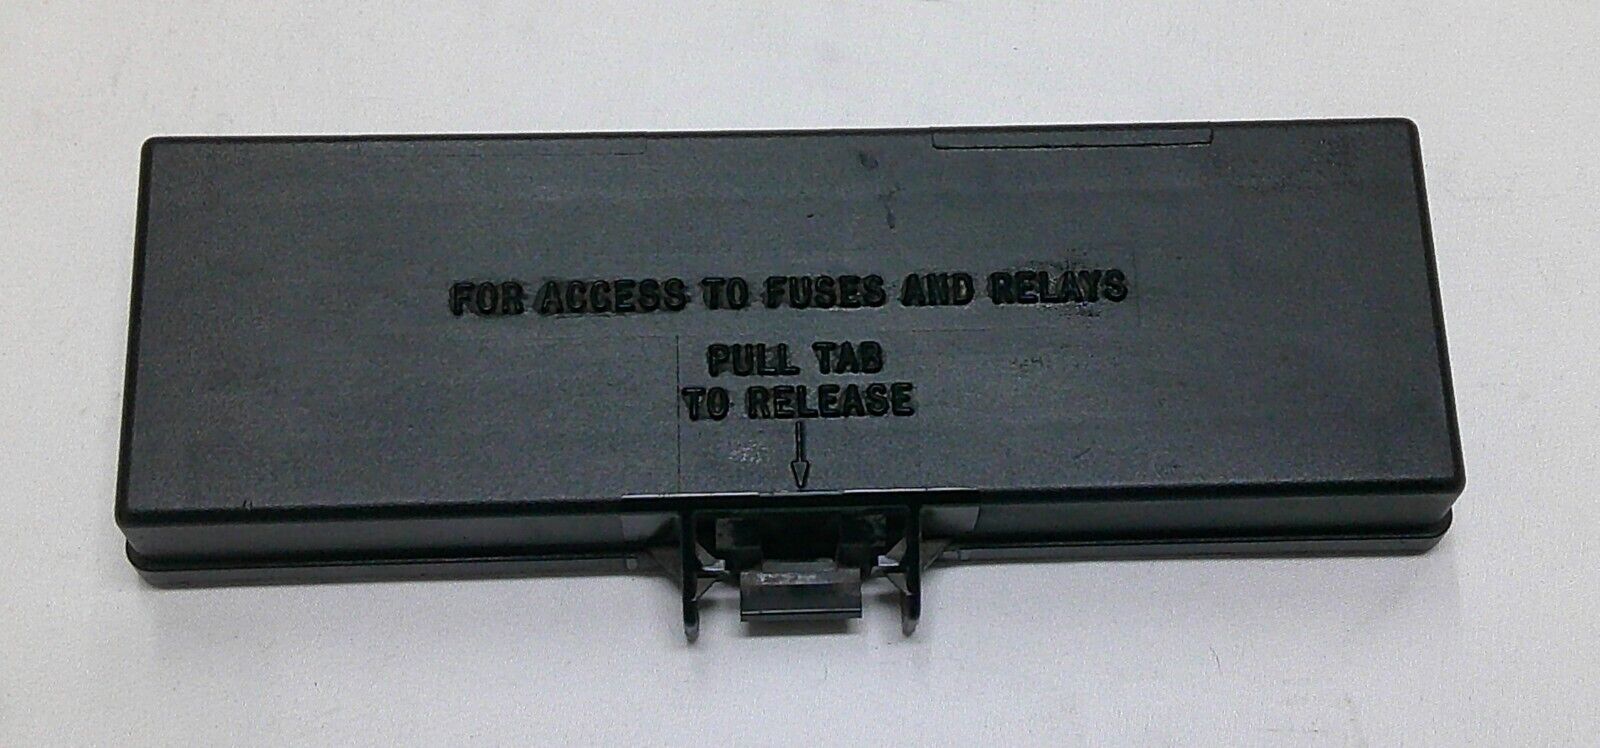 FOR ACCESS TO FUSES AND RELAYS
PULL TAB
TO RELEASE